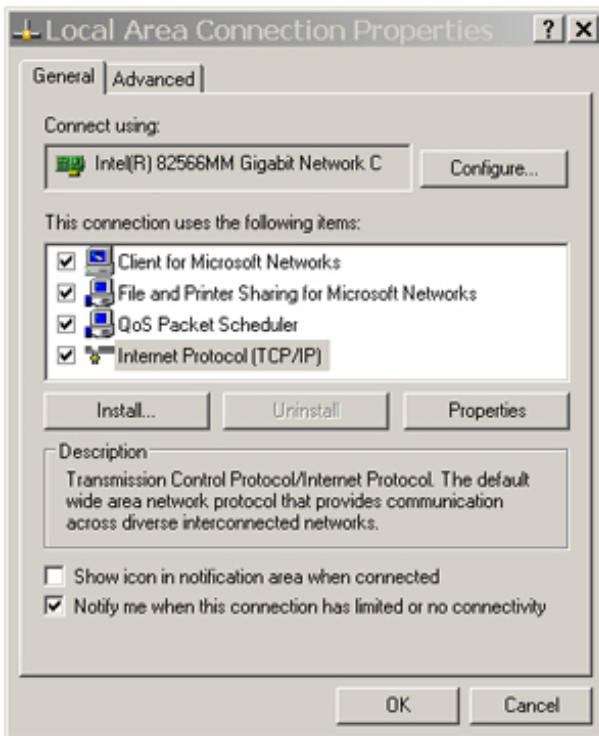 Local Area Connection Properties
General Advanced
Connect using:
Intel(R) 82566MM Gigabit Network C Configure...
This connection uses the following items:
Client for Microsoft Networks
File and Printer Sharing for Microsoft Networks
QoS Packet Scheduler
Internet Protocol (TCP/IP)
Install... Uninstall Properties
Description
Transmission Control Protocol/Internet Protocol. The default
wide area network protocol that provides communication
across diverse interconnected networks.
Show icon in notification area when connected
Notify me when this connection has limited or no connectivity
OK Cancel